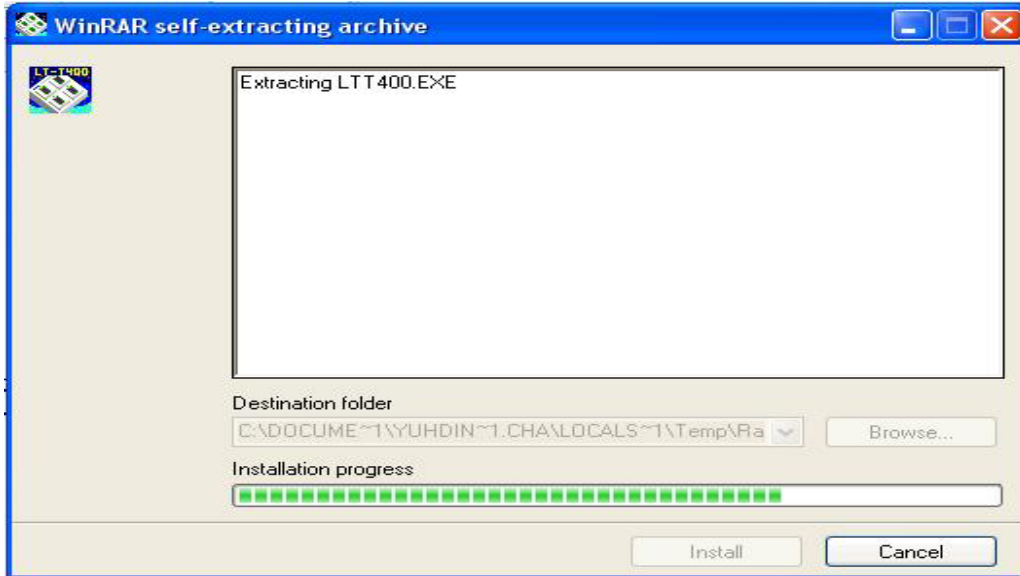 WinRAR self-extracting archive
LT-T400
Extracting LTT400.EXE
Destination folder
C:\DOCUME~1\YUHDIN~1.CHA\LOCALS~1\Temp\Ra
Browse...
Installation progress
Install
Cancel